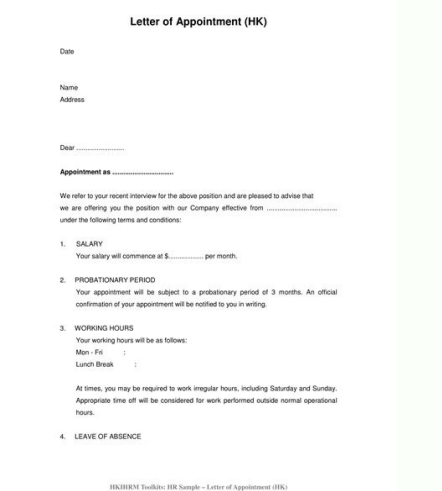 Letter of Appointment (HK)
Date
Name
Address
Dear .........................
Appointment as ................................
We refer to your recent interview for the above position and are pleased to advise that
we are offering you the position with our Company effective from .....................................
under the following terms and conditions:
1. SALARY
Your salary will commence at $.................. per month.
2. PROBATIONARY PERIOD
Your appointment will be subject to a probationary period of 3 months. An official
confirmation of your appointment will be notified to you in writing.
3. WORKING HOURS
Your working hours will be as follows:
Mon - Fri :
Lunch Break :
At times, you may be required to work irregular hours, including Saturday and Sunday.
Appropriate time off will be considered for work performed outside normal operational
hours.
4. LEAVE OF ABSENCE
HKIHRM Toolkits: HR Sample – Letter of Appointment (HK)